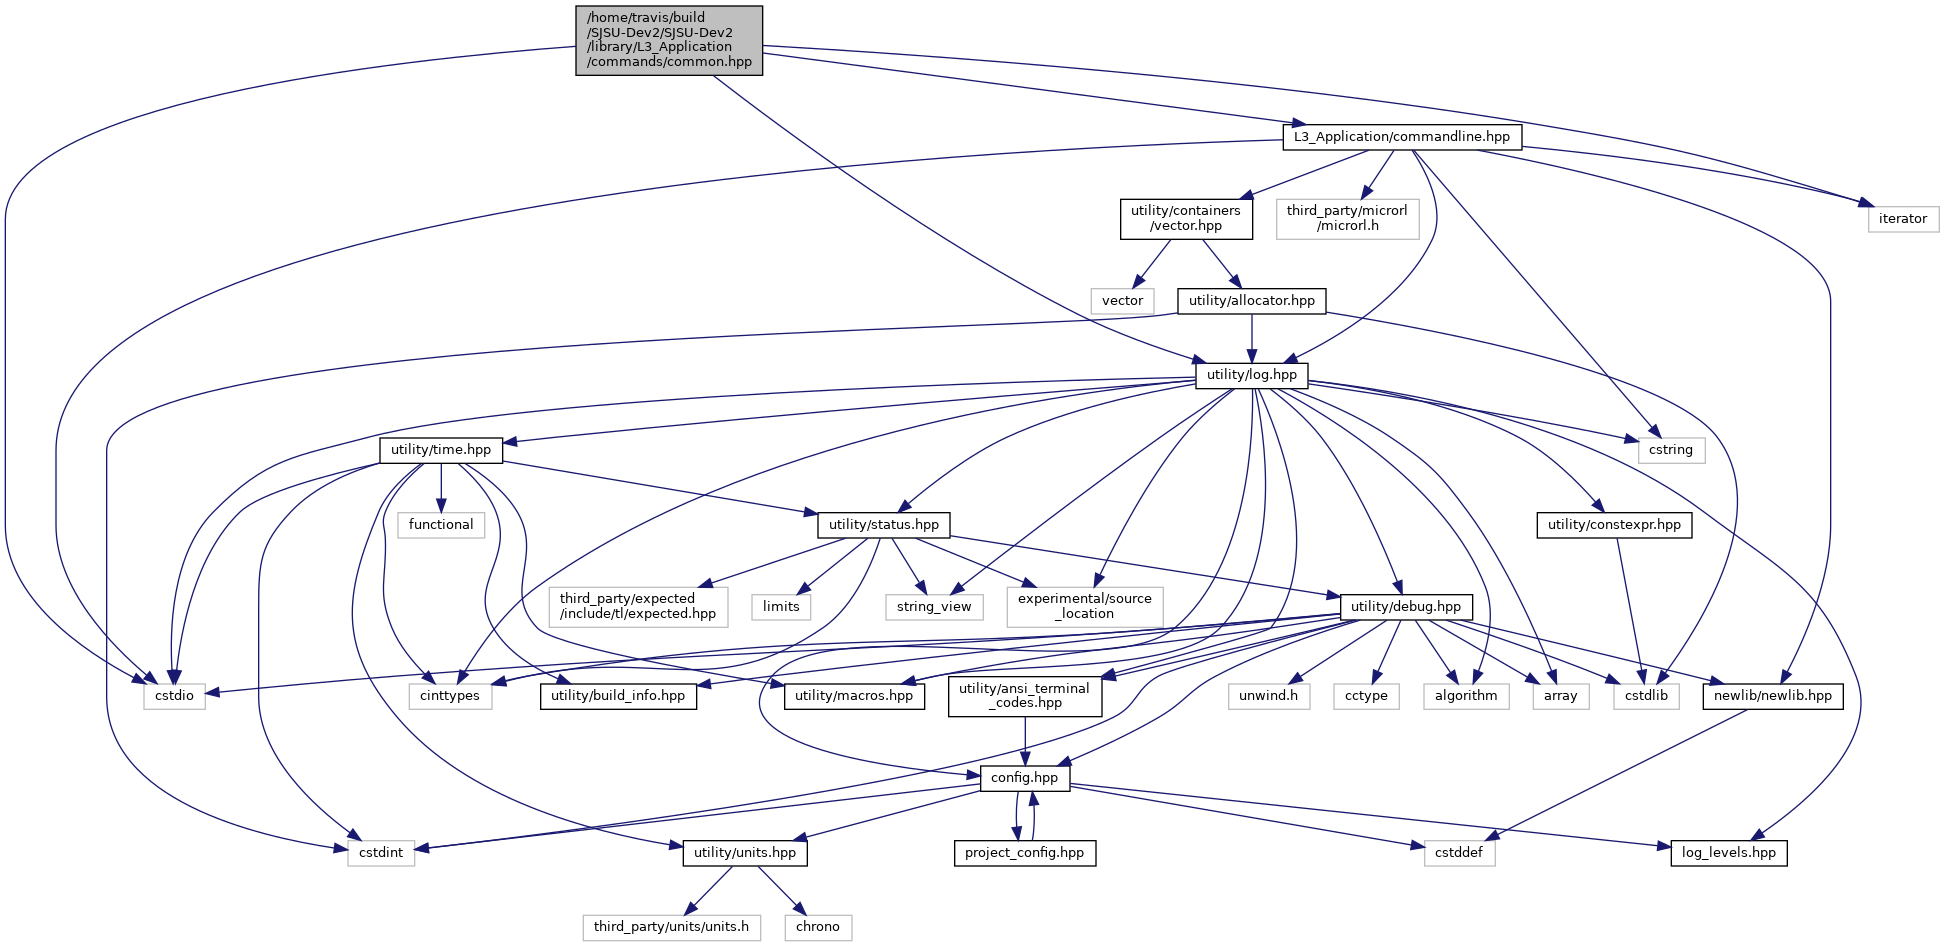 /home/travis/build
/SJSU-Dev2/SJSU-Dev2
/library/L3_Application
/commands/common.hpp
L3_Application/commandline.hpp
utility/containers
/vector.hpp
third_party/microrl
/microrl.h
iterator
vector
utility/allocator.hpp
utility/log.hpp
utility/time.hpp
cstring
functional
utility/status.hpp
utility/constexpr.hpp
third_party/expected
/include/tl/expected.hpp
limits
string_view
experimental/source
_location
utility/debug.hpp
cstdio
cinttypes
utility/build_info.hpp
utility/macros.hpp
utility/ansi_terminal
_codes.hpp
unwind.h
cctype
algorithm
array
cstdlib
newlib/newlib.hpp
config.hpp
cstdint
utility/units.hpp
project_config.hpp
cstddef
log_levels.hpp
third_party/units/units.h
chrono